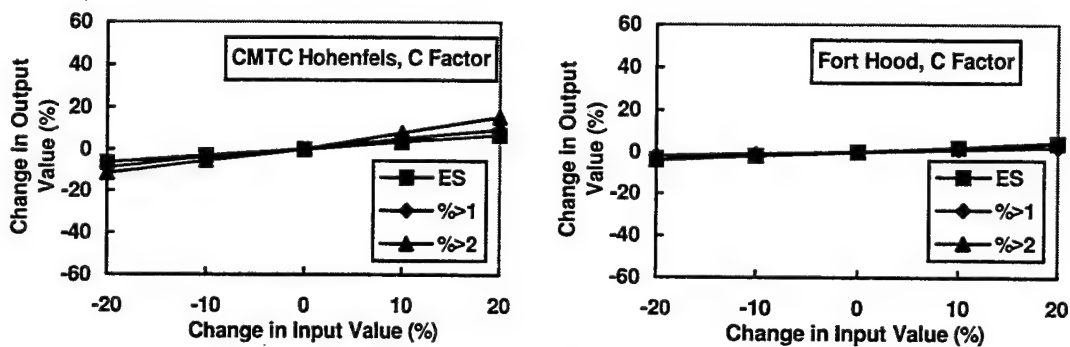 60
40
20
0
-20
-40
-60
Change in Output
Value (%)
CMTC Hohenfels, C Factor
ES
%>1
%>2
-20 -10 0 10 20
Change in Input Value (%)
60
40
20
0
-20
-40
-60
Change in Output
Value (%)
Fort Hood, C Factor
ES
%>1
%>2
-20 -10 0 10 20
Change in Input Value (%)